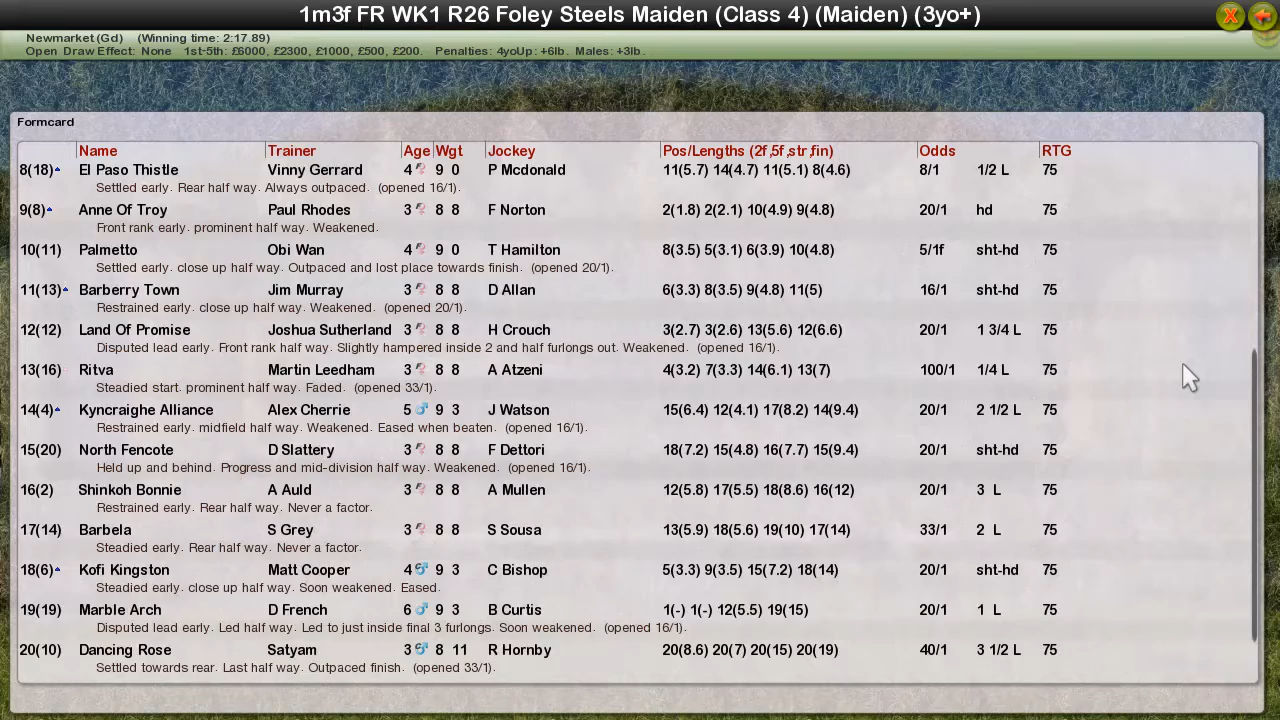 1m3f FR WK1 R26 Foley Steels Maiden (Class 4) (Maiden) (3yo+)
Newmarket (Gd) (Winning time: 2:17.89)
Open Draw Effect: None 1st-5th: £6000, £2300, £1000, £500, £200. Penalties: 4yoUp: +6lb. Males: +3lb.
Formcard
Name Trainer Age Wgt Jockey Pos/Lengths (2f,5f,str,fin) Odds RTG
8(18) El Paso Thistle Vinny Gerrard 4 9 0 P Mcdonald 11(5.7) 14(4.7) 11(5.1) 8(4.6) 8/1 1/2 L 75
Settled early. Rear half way. Always outpaced. (opened 16/1).
9(8) Anne Of Troy Paul Rhodes 3 8 8 F Norton 2(1.8) 2(2.1) 10(4.9) 9(4.8) 20/1 hd 75
Front rank early. prominent half way. Weakened.
10(11) Palmetto Obi Wan 4 9 0 T Hamilton 8(3.5) 5(3.1) 6(3.9) 10(4.8) 5/1f sht-hd 75
Settled early. close up half way. Outpaced and lost place towards finish. (opened 20/1).
11(13) Barberry Town Jim Murray 3 8 8 D Allan 6(3.3) 8(3.5) 9(4.8) 11(5) 16/1 sht-hd 75
Restrained early. close up half way. Weakened. (opened 20/1).
12(12) Land Of Promise Joshua Sutherland 3 8 8 H Crouch 3(2.7) 3(2.6) 13(5.6) 12(6.6) 20/1 1 3/4 L 75
Disputed lead early. Front rank half way. Slightly hampered inside 2 and half furlongs out. Weakened. (opened 16/1).
13(16) Ritva Martin Leedham 3 8 8 A Atzeni 4(3.2) 7(3.3) 14(6.1) 13(7) 100/1 1/4 L 75
Steadied start. prominent half way. Faded. (opened 33/1).
14(4) Kyncraighe Alliance Alex Cherrie 5 9 3 J Watson 15(6.4) 12(4.1) 17(8.2) 14(9.4) 20/1 2 1/2 L 75
Restrained early. midfield half way. Weakened. Eased when beaten. (opened 16/1).
15(20) North Fencote D Slattery 3 8 8 F Dettori 18(7.2) 15(4.8) 16(7.7) 15(9.4) 20/1 sht-hd 75
Held up and behind. Progress and mid-division half way. Weakened. (opened 16/1).
16(2) Shinkoh Bonnie A Auld 3 8 8 A Mullen 12(5.8) 17(5.5) 18(8.6) 16(12) 20/1 3 L 75
Restrained early. Rear half way. Never a factor.
17(14) Barbela S Grey 3 8 8 S Sousa 13(5.9) 18(5.6) 19(10) 17(14) 33/1 2 L 75
Steadied early. Rear half way. Never a factor.
18(6) Kofi Kingston Matt Cooper 4 9 3 C Bishop 5(3.3) 9(3.5) 15(7.2) 18(14) 20/1 sht-hd 75
Steadied early. close up half way. Soon weakened. Eased.
19(19) Marble Arch D French 6 9 3 B Curtis 1(-) 1(-) 12(5.5) 19(15) 20/1 1 L 75
Disputed lead early. Led half way. Led to just inside final 3 furlongs. Soon weakened. (opened 16/1).
20(10) Dancing Rose Satyam 3 8 11 R Hornby 20(8.6) 20(7) 20(15) 20(19) 40/1 3 1/2 L 75
Settled towards rear. Last half way. Outpaced finish. (opened 33/1).